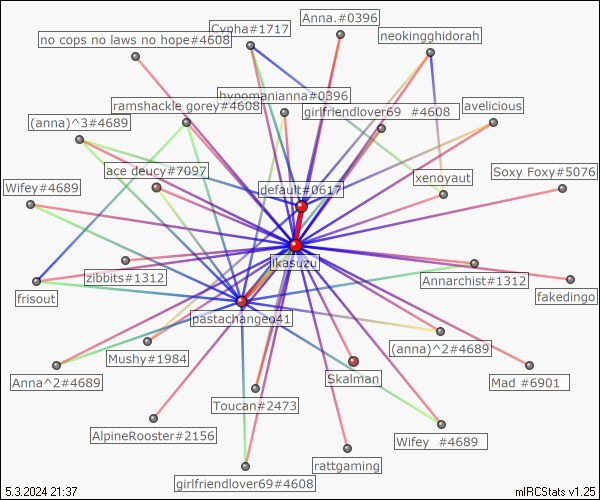 Anna.#0396
Cypha#1717
neokingghidorah
no cops no laws no hope#4608
hypomanianna#0396
ramshackle gorey#4608
girlfriendlover69 #4608
avelicious
(anna)^3#4689
ace deucy#7097
Soxy Foxy#5076
xenoyaut
Wifey#4689
default#0617
ikasuzu
zibbits#1312
Annarchist#1312
frisout
fakedingo
pastachangeo41
Mushy#1984
(anna)^2#4689
Anna^2#4689
Skalman
Mad #6901
Toucan#2473
AlpineRooster#2156
Wifey #4689
rattgaming
girlfriendlover69#4608
5.3.2024 21:37
mIRCStats v1.25